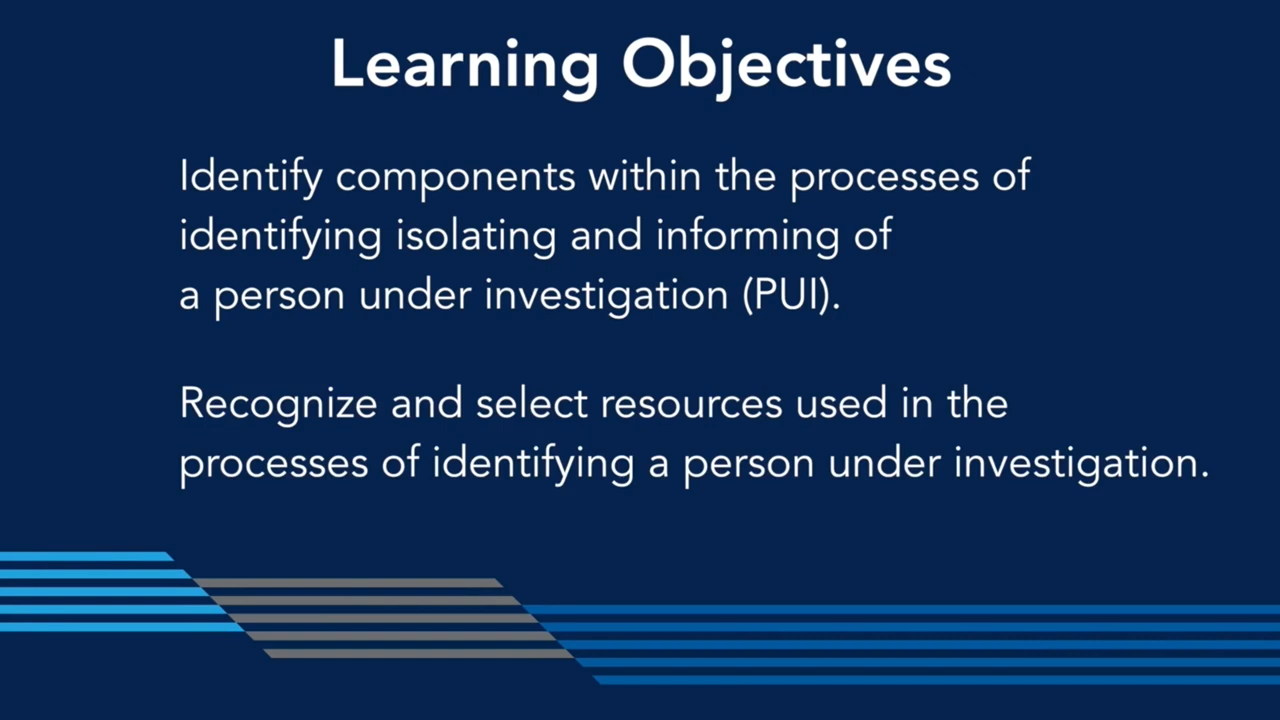 Learning Objectives
Identify components within the processes of
identifying isolating and informing of
a person under investigation (PUI).
Recognize and select resources used in the
processes of identifying a person under investigation.